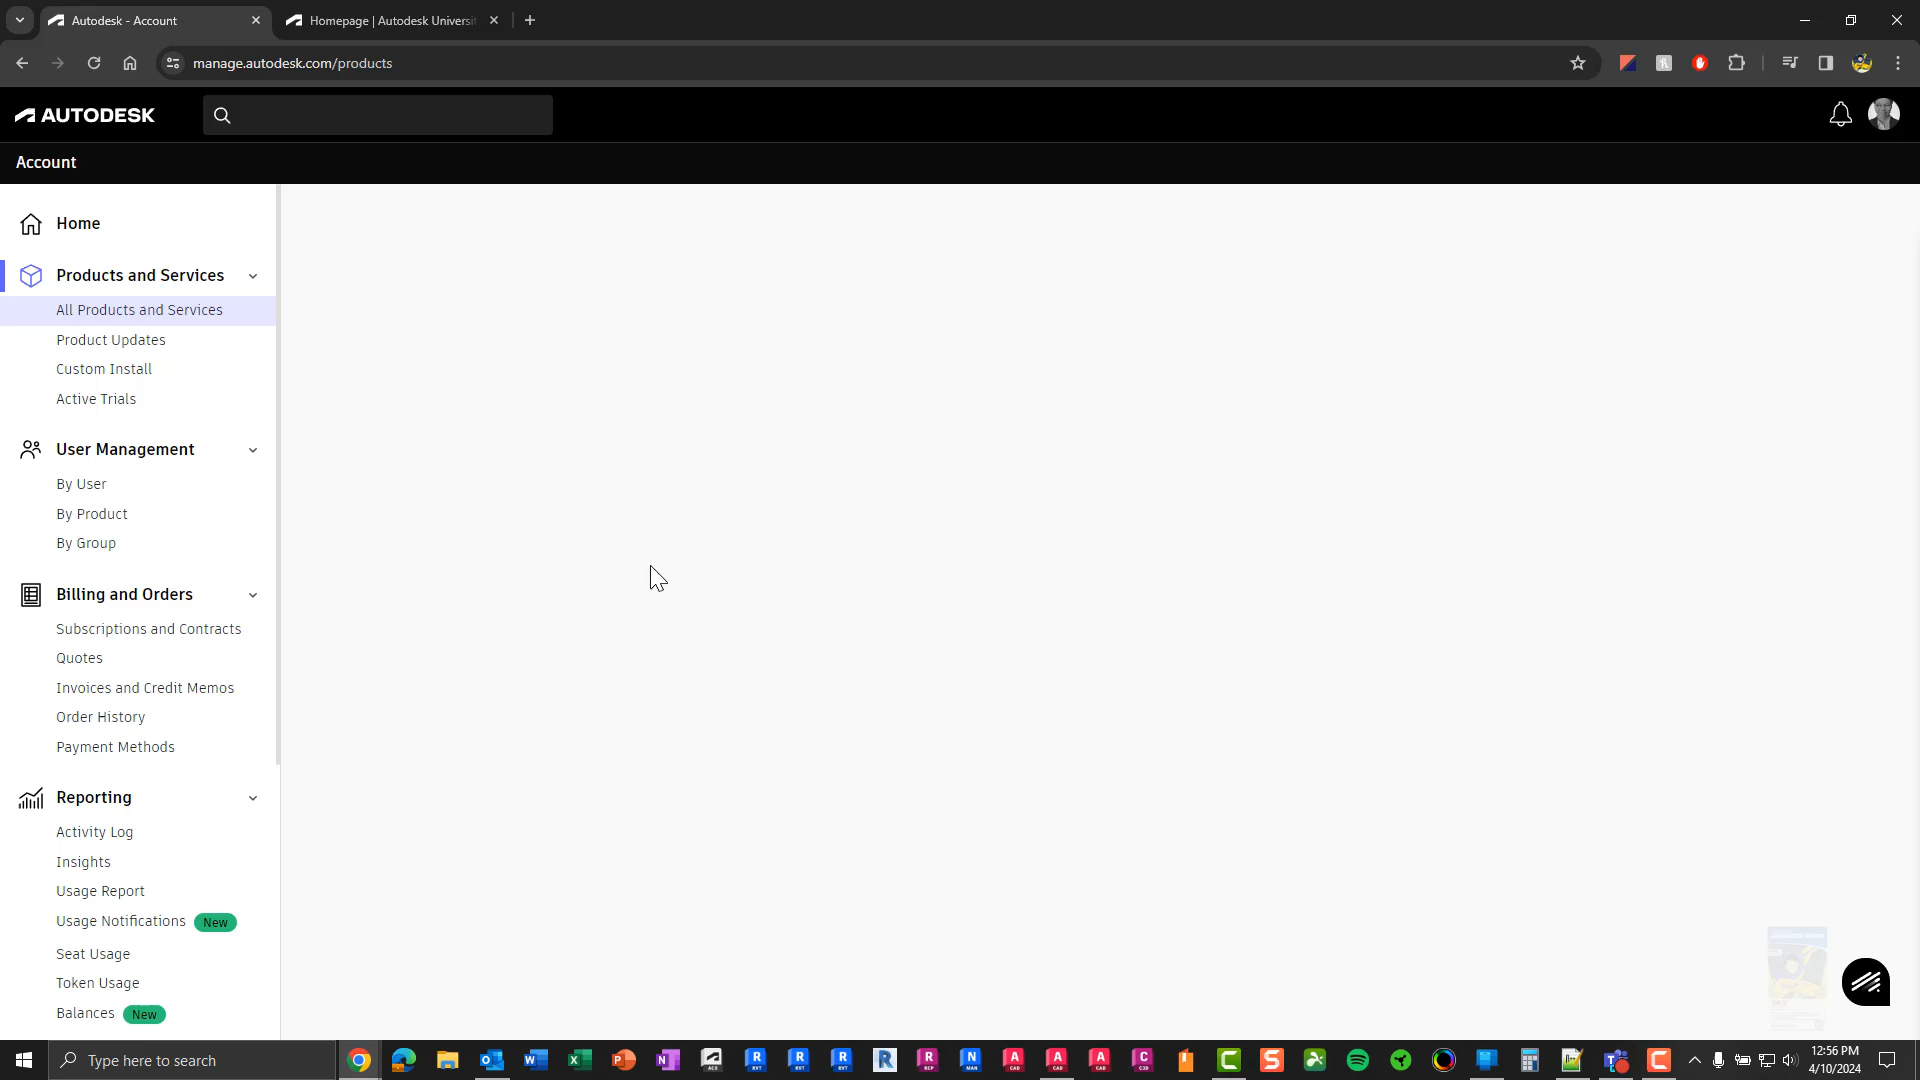 Autodesk - Account
Homepage | Autodesk Universi
manage.autodesk.com/products
AUTODESK
Account
Home
Products and Services
All Products and Services
Product Updates
Custom Install
Active Trials
User Management
By User
By Product
By Group
Billing and Orders
Subscriptions and Contracts
Quotes
Invoices and Credit Memos
Order History
Payment Methods
Reporting
Activity Log
Insights
Usage Report
Usage Notifications New
Seat Usage
Token Usage
Balances New
Type here to search
12:56 PM
4/10/2024